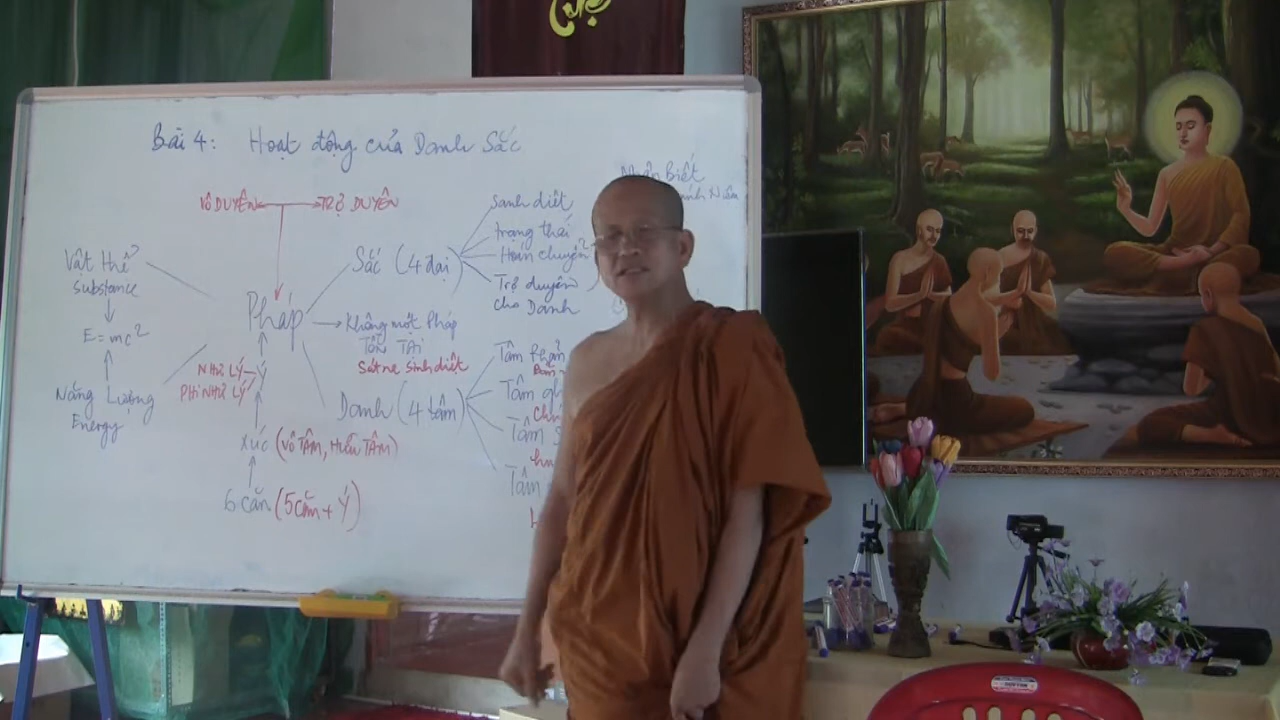 Bài 4: Hoạt động của Danh Sắc
Nhận Biết
VÔ DUYÊN
TRỢ DUYÊN
Vật thể
Substance
E = mc²
Năng Lượng
Energy
Pháp
NHƯ LÝ
PHI NHƯ LÝ
Ý
Xúc (VÔ TÂM, HỮU TÂM)
6 căn (5 căn + Ý)
Sắc (4 đại)
Sanh diệt
trạng thái
Hoán chuyển
Trợ duyên
cho Danh
Không một Pháp
TỒN TẠI
Sát na sinh diệt
Danh (4 tâm)
Tâm
Tâm
Tâm
Tâm